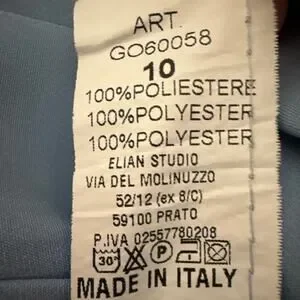 ART.
GO60058
10
100%POLIESTERE
100%POLYESTER
100%POLYESTER
ELIAN STUDIO
VIA DEL MOLINUZZO
52/12 (ex 8/C)
59100 PRATO
P.IVA 02557780208
30° P
MADE IN ITALY